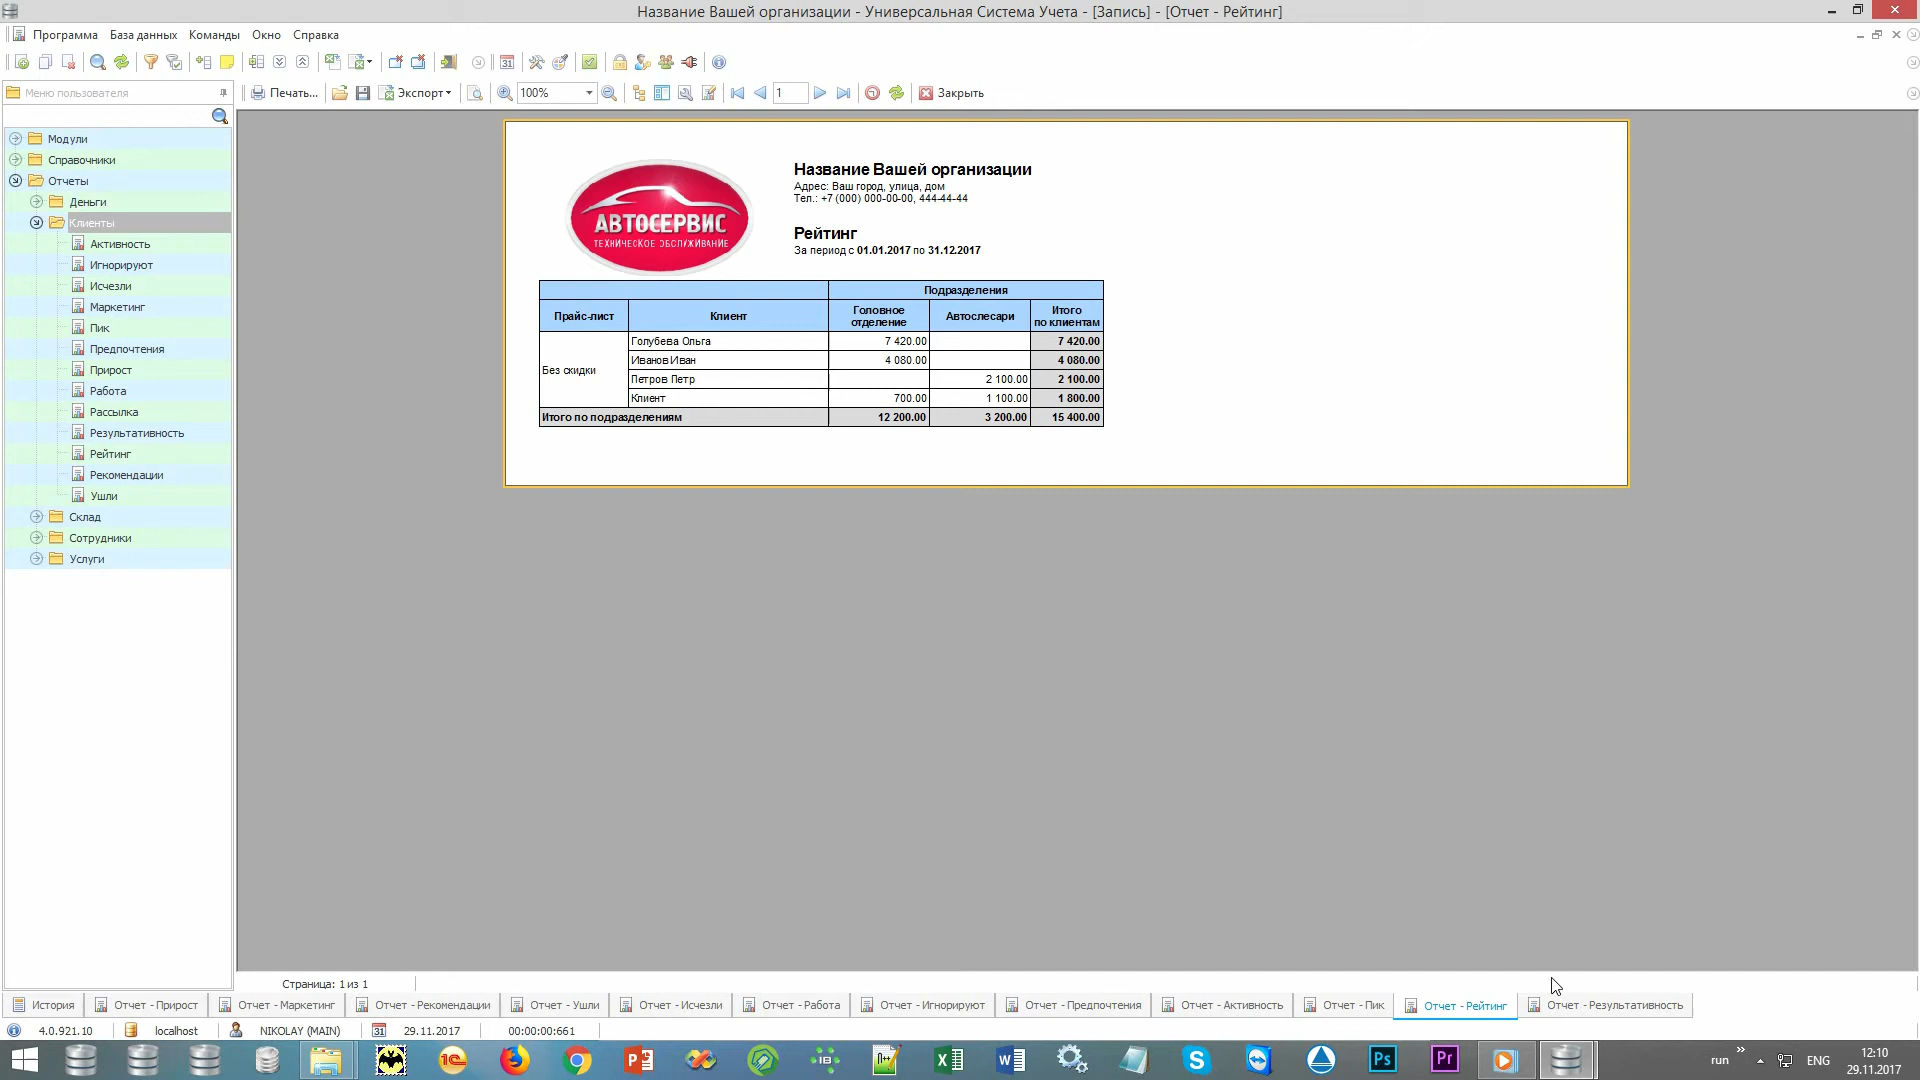 Название Вашей организации - Универсальная Система Учета - [Запись] - [Отчет - Рейтинг]
Программа База данных Команды Окно Справка
Меню пользователя Печать... Экспорт 100% 1 Закрыть
Модули
Справочники
Отчеты
Деньги
Клиенты
Активность
Игнорируют
Исчезли
Маркетинг
Пик
Предпочтения
Прирост
Работа
Рассылка
Результативность
Рейтинг
Рекомендации
Ушли
Склад
Сотрудники
Услуги
АВТОСЕРВИС
ТЕХНИЧЕСКОЕ ОБСЛУЖИВАНИЕ
Название Вашей организации
Адрес: Ваш город, улица, дом
Тел.: +7 (000) 000-00-00, 444-44-44
Рейтинг
За период с 01.01.2017 по 31.12.2017
Подразделения
Прайс-лист Клиент Головное отделение Автослесари Итого по клиентам
Без скидки
Голубева Ольга 7 420.00 7 420.00
Иванов Иван 4 080.00 4 080.00
Петров Петр 2 100.00 2 100.00
Клиент 700.00 1 100.00 1 800.00
Итого по подразделениям 12 200.00 3 200.00 15 400.00
Страница: 1 из 1
История Отчет - Прирост Отчет - Маркетинг Отчет - Рекомендации Отчет - Ушли Отчет - Исчезли Отчет - Работа Отчет - Игнорируют Отчет - Предпочтения Отчет - Активность Отчет - Пик Отчет - Рейтинг Отчет - Результативность
4.0.921.10 localhost NIKOLAY (MAIN) 31 29.11.2017 00:00:00:661
run ENG 12:10
29.11.2017